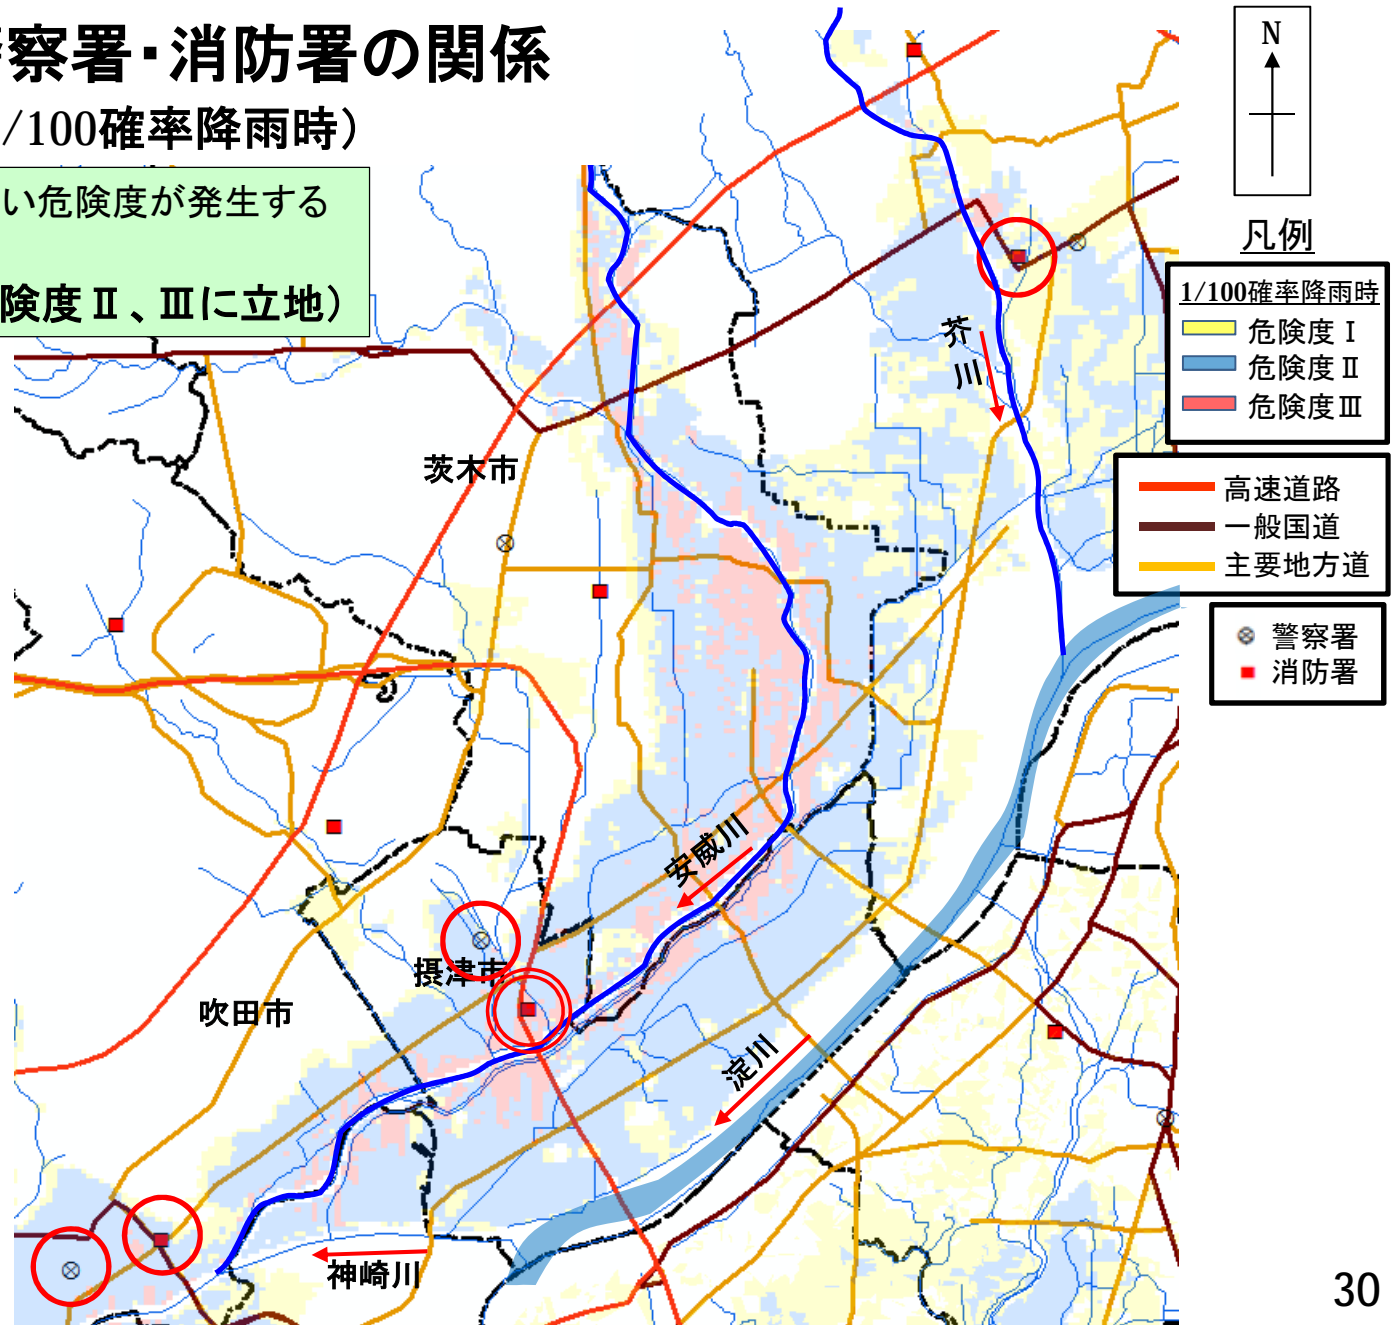 察署・消防署の関係
/100確率降雨時）
い危険度が発生する
険度Ⅱ、Ⅲに立地）
N
凡例
1/100確率降雨時
危険度Ⅰ
危険度Ⅱ
危険度Ⅲ
高速道路
一般国道
主要地方道
警察署
消防署
芥川
茨木市
安威川
摂津市
吹田市
淀川
神崎川
30